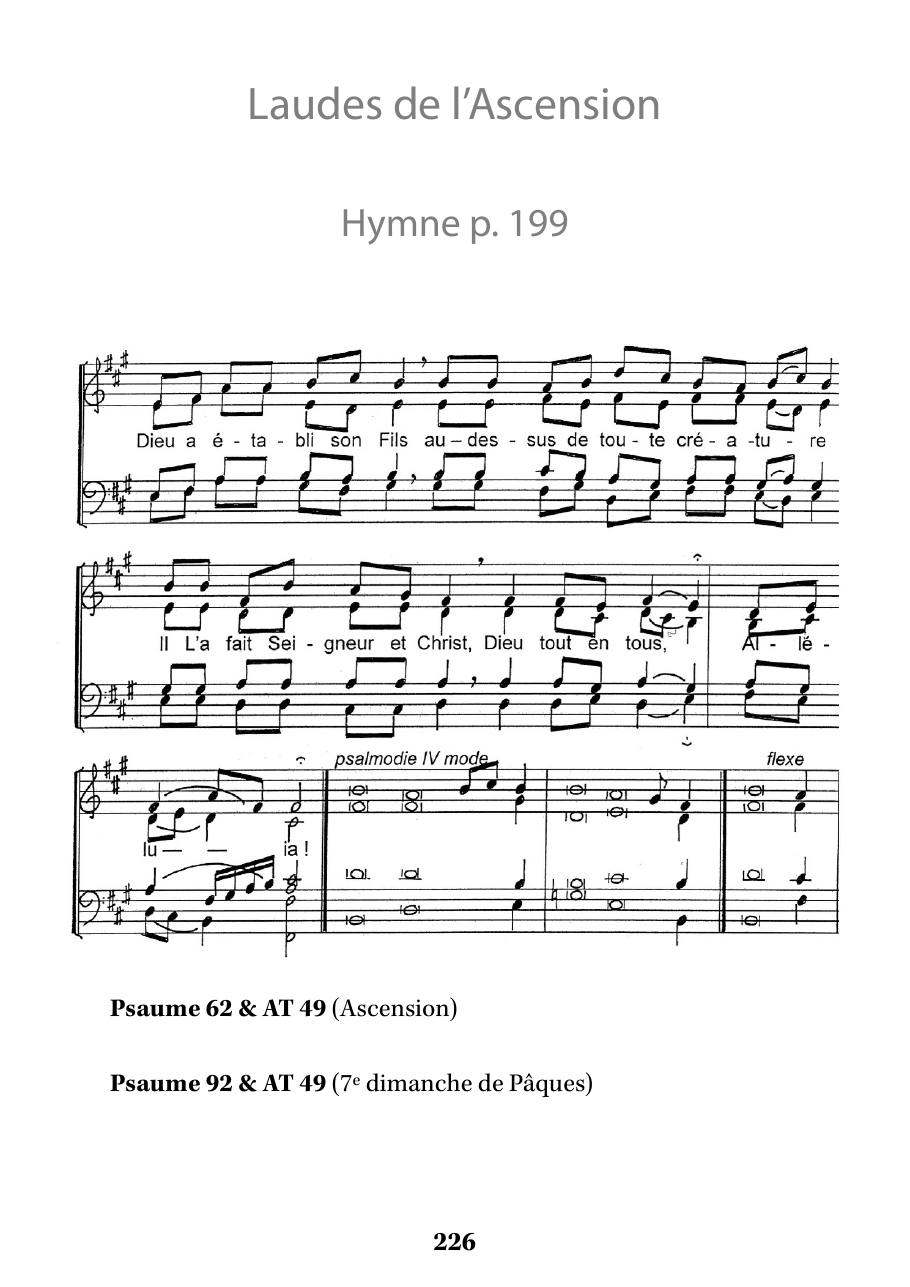 Laudes de l’Ascension
Hymne p. 199
Dieu a é - ta - bli son Fils au – des - sus de tou - te cré - a - tu - re
Il L'a fait Sei - gneur et Christ, Dieu tout en tous, Al - lé -
lu — — ia !
psalmodie IV mode
flexe
Psaume 62 & AT 49 (Ascension)
Psaume 92 & AT 49 (7e dimanche de Pâques)
226